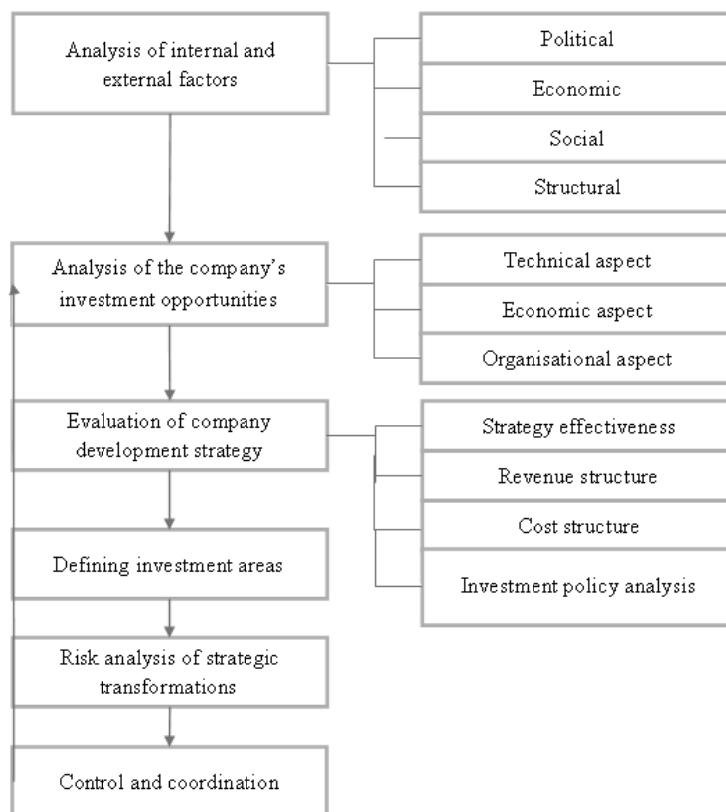 Analysis of internal and
external factors
Political
Economic
Social
Structural
Analysis of the company's
investment opportunities
Technical aspect
Economic aspect
Organisational aspect
Evaluation of company
development strategy
Strategy effectiveness
Revenue structure
Cost structure
Investment policy analysis
Defining investment areas
Risk analysis of strategic
transformations
Control and coordination